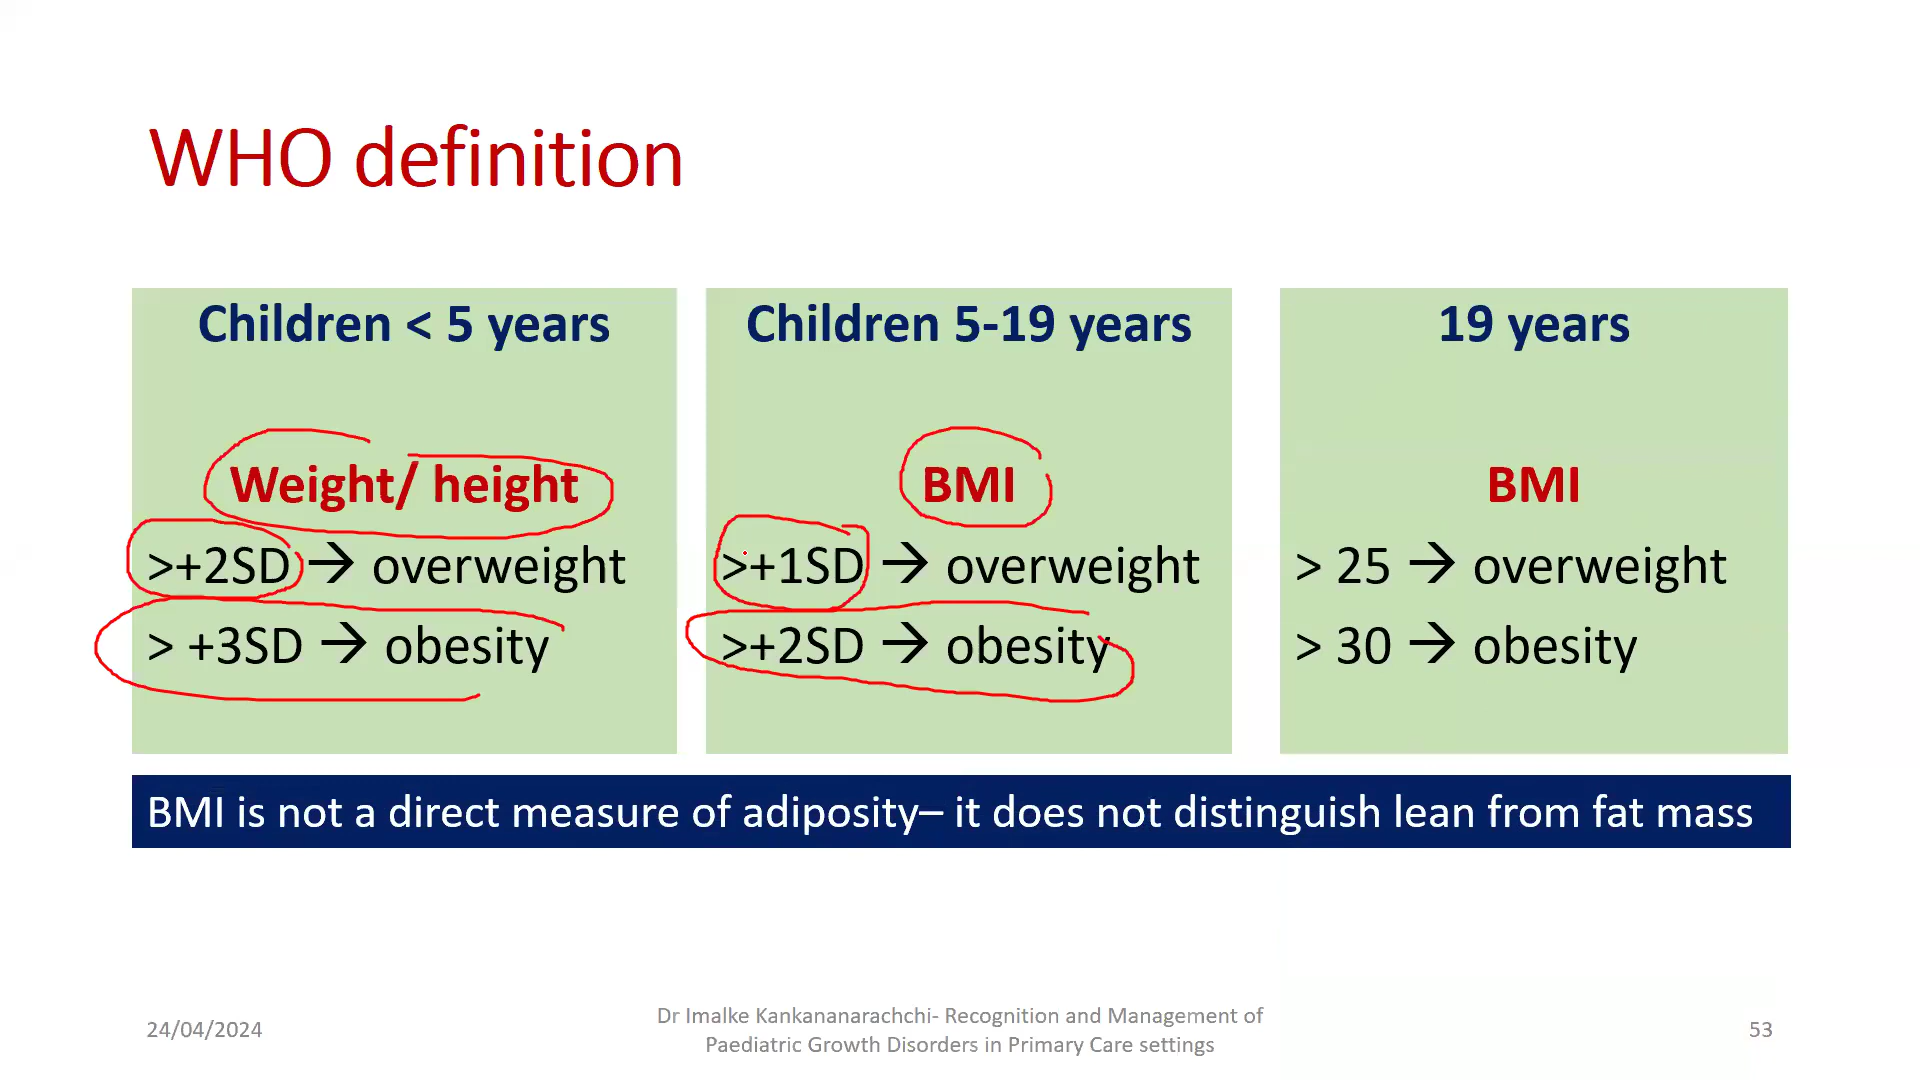 WHO definition
Children < 5 years
Weight/ height
>+2SD → overweight
> +3SD → obesity
Children 5-19 years
BMI
>+1SD → overweight
>+2SD → obesity
19 years
BMI
> 25 → overweight
> 30 → obesity
BMI is not a direct measure of adiposity– it does not distinguish lean from fat mass
24/04/2024
Dr Imalke Kankananarachchi- Recognition and Management of
Paediatric Growth Disorders in Primary Care settings
53